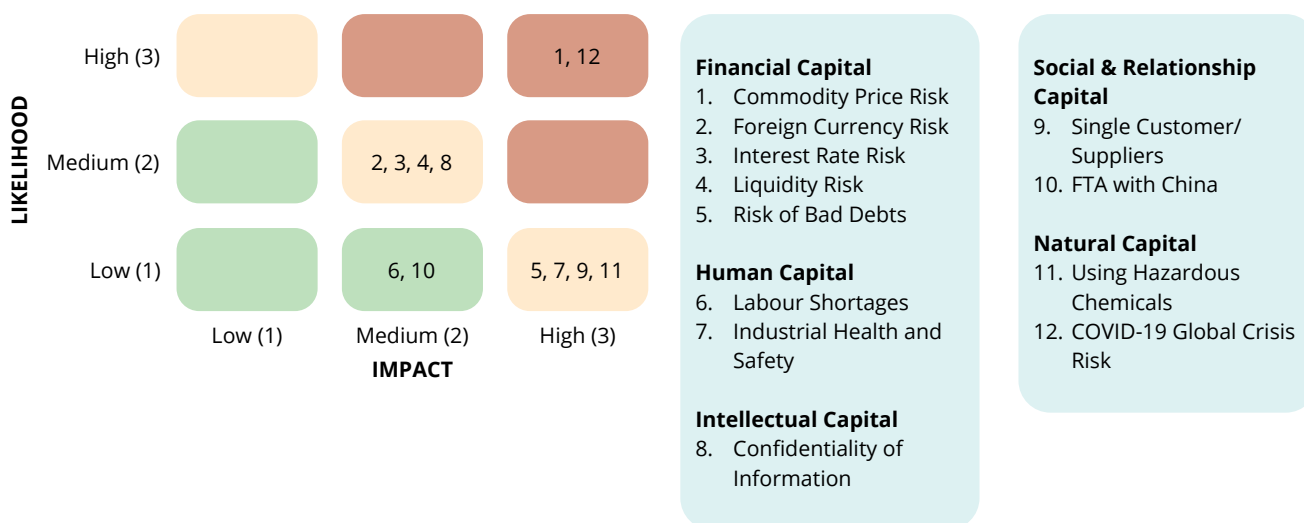 LIKELIHOOD
High (3)
1, 12
Medium (2)
2, 3, 4, 8
Low (1)
6, 10
5, 7, 9, 11
Low (1)
Medium (2)
High (3)
IMPACT
Financial Capital
1. Commodity Price Risk
2. Foreign Currency Risk
3. Interest Rate Risk
4. Liquidity Risk
5. Risk of Bad Debts
Human Capital
6. Labour Shortages
7. Industrial Health and
Safety
Intellectual Capital
8. Confidentiality of
Information
Social & Relationship
Capital
9. Single Customer/
Suppliers
10. FTA with China
Natural Capital
11. Using Hazardous
Chemicals
12. COVID-19 Global Crisis
Risk